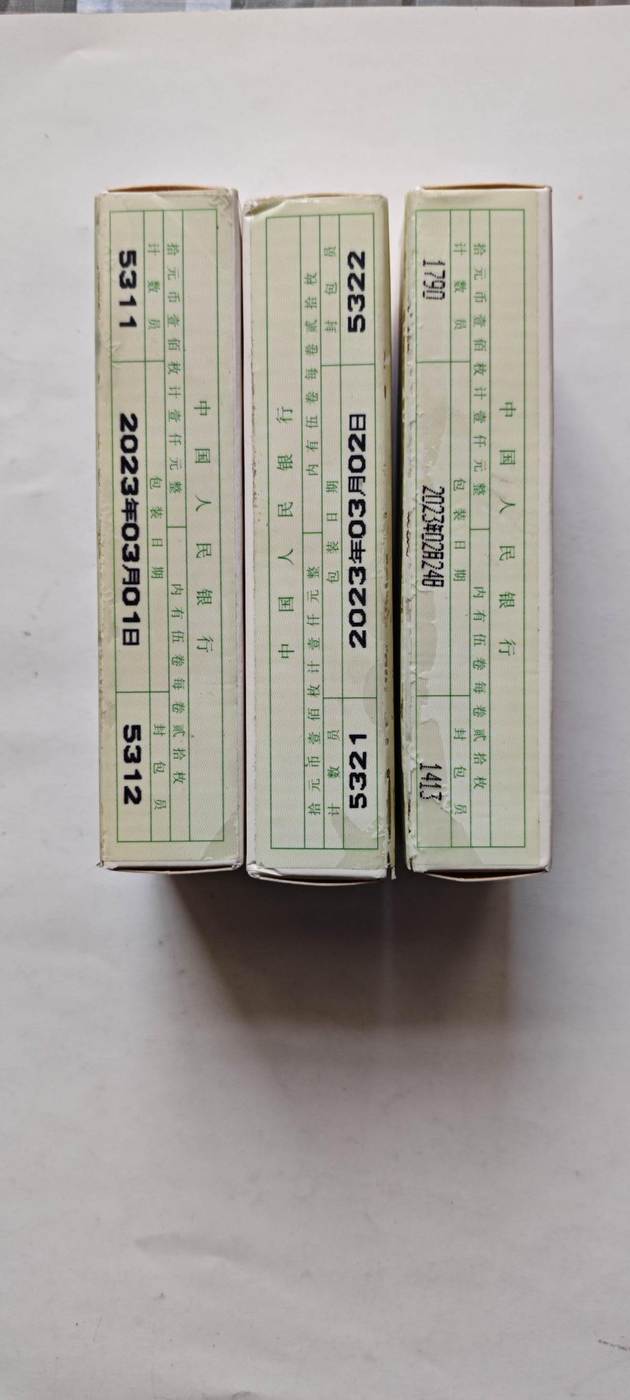 中国人民银行
拾元币壹佰枚计壹仟元整 内有伍卷每卷贰拾枚
计数员 包装日期 封包员
5311 2023年03月01日 5312
中国人民银行
拾元币壹佰枚计壹仟元整 内有伍卷每卷贰拾枚
计数员 包装日期 封包员
5321 2023年03月02日 5322
中国人民银行
拾元币壹佰枚计壹仟元整 内有伍卷每卷贰拾枚
计数员 包装日期 封包员
1790 2023年02月24日 1413